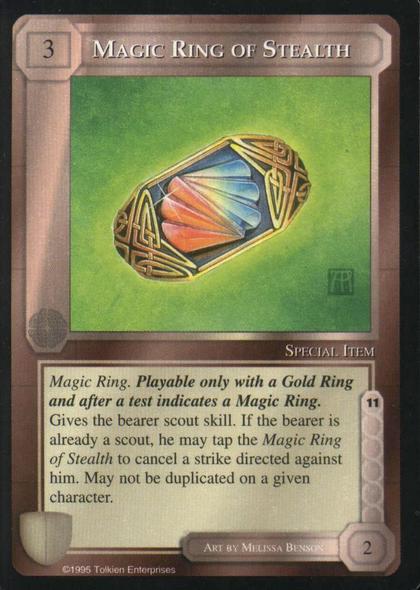 3
MAGIC RING OF STEALTH
SPECIAL ITEM
Magic Ring. Playable only with a Gold Ring
and after a test indicates a Magic Ring.
Gives the bearer scout skill. If the bearer is
already a scout, he may tap the Magic Ring
of Stealth to cancel a strike directed against
him. May not be duplicated on a given
character.
11
ART BY MELISSA BENSON
2
©1995 Tolkien Enterprises